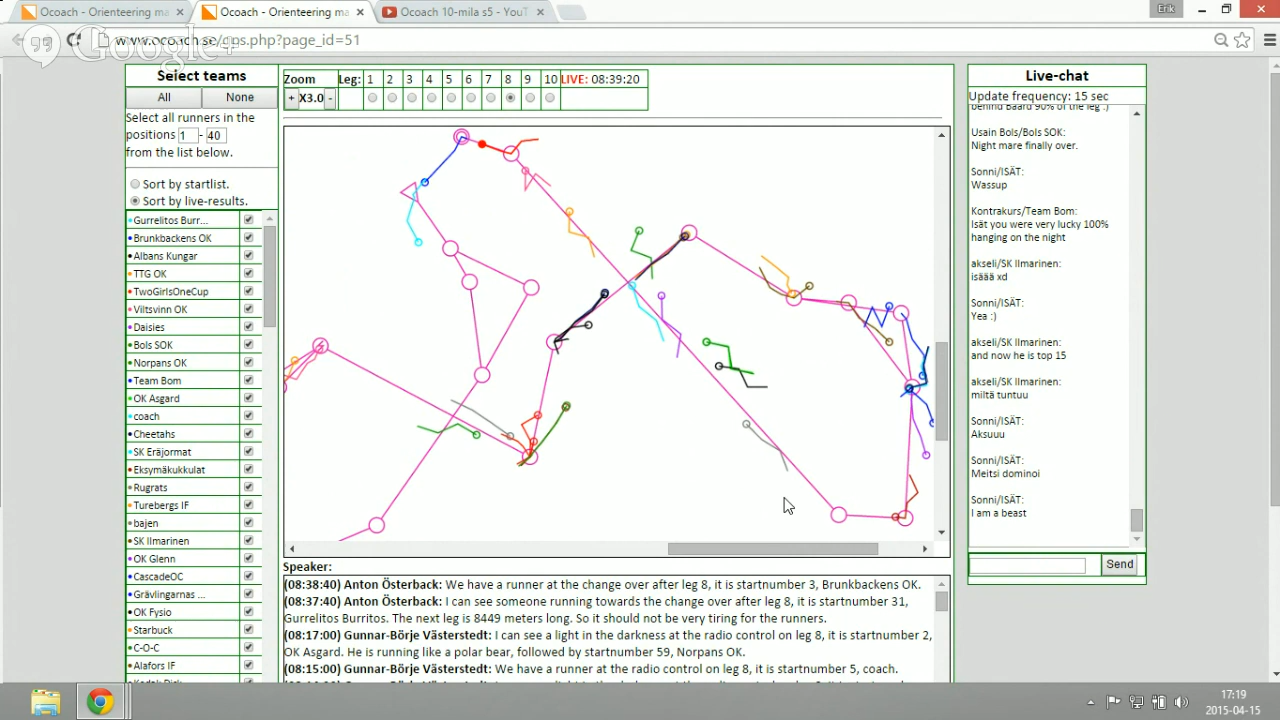 Ocoach - Orienteering ma
Ocoach - Orienteering ma
Ocoach 10-mila s5 - YouT
Erik
Google+
/cms.php?page_id=51
Select teams
All
None
Select all runners in the
positions 1 - 40
from the list below.
Sort by startlist.
Sort by live-results.
Gurrelitos Burr...
Brunkbackens OK
Albans Kungar
TTG OK
TwoGirlsOneCup
Viltsvinn OK
Daisies
Bols SOK
Norpans OK
Team Bom
OK Asgard
coach
Cheetahs
SK Eräjormat
Eksymäkukkulat
Rugrats
Turebergs IF
bajen
SK Ilmarinen
OK Glenn
CascadeOC
Grävlingarnas ...
OK Fysio
Starbuck
C-O-C
Alafors IF
Zoom Leg: 1 2 3 4 5 6 7 8 9 10 LIVE: 08:39:20
+ X3.0 -
Speaker:
(08:38:40) Anton Österback: We have a runner at the change over after leg 8, it is startnumber 3, Brunkbackens OK.
(08:37:40) Anton Österback: I can see someone running towards the change over after leg 8, it is startnumber 31,
Gurrelitos Burritos. The next leg is 8449 meters long. So it should not be very tiring for the runners.
(08:17:00) Gunnar-Börje Västerstedt: I can see a light in the darkness at the radio control on leg 8, it is startnumber 2,
OK Asgard. He is running like a polar bear, followed by startnumber 59, Norpans OK.
(08:15:00) Gunnar-Börje Västerstedt: We have a runner at the radio control on leg 8, it is startnumber 5, coach.
Live-chat
Update frequency: 15 sec
behind Baard 90% of the leg :)
Usain Bols/Bols SOK:
Night mare finally over.
Sonni/ISÄT:
Wassup
Kontrakurs/Team Bom:
Isät you were very lucky 100%
hanging on the night
akseli/SK Ilmarinen:
isäää xd
Sonni/ISÄT:
Yea :)
akseli/SK Ilmarinen:
and now he is top 15
akseli/SK Ilmarinen:
miltä tuntuu
Sonni/ISÄT:
Aksuuu
Sonni/ISÄT:
Meitsi dominoi
Sonni/ISÄT:
I am a beast
Send
17:19
2015-04-15